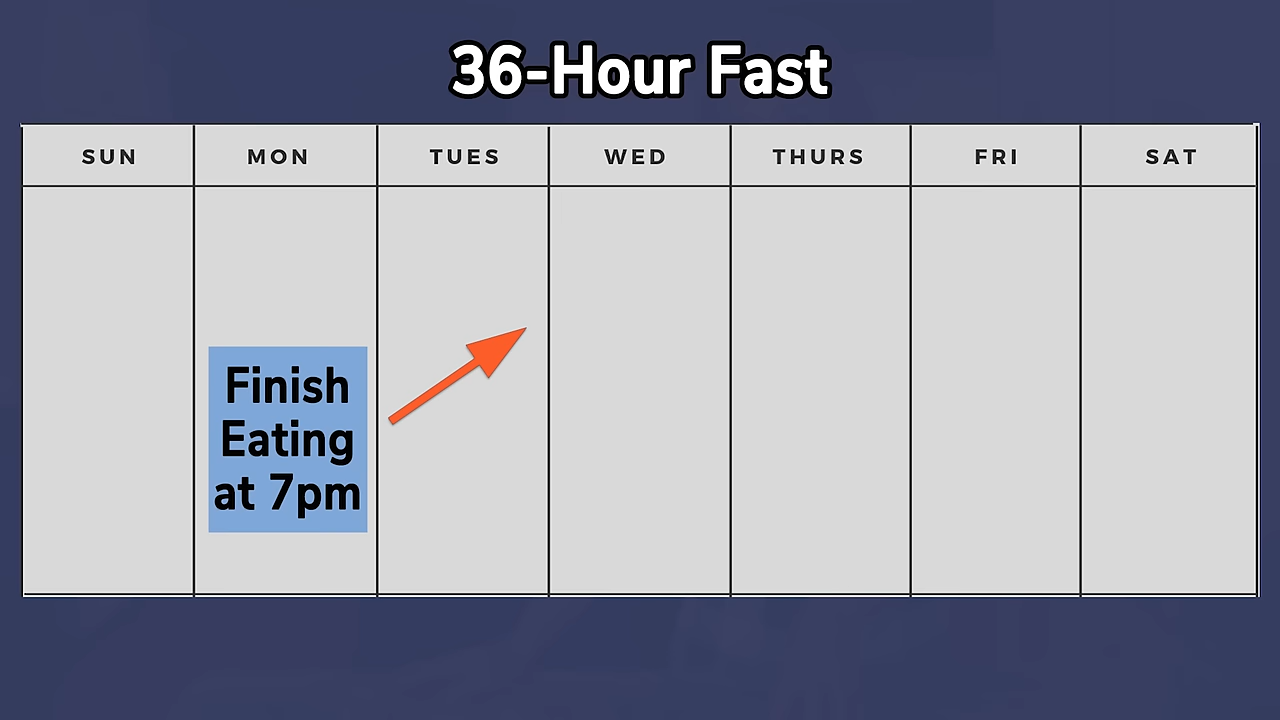 36-Hour Fast
SUN MON TUES WED THURS FRI SAT
Finish
Eating
at 7pm